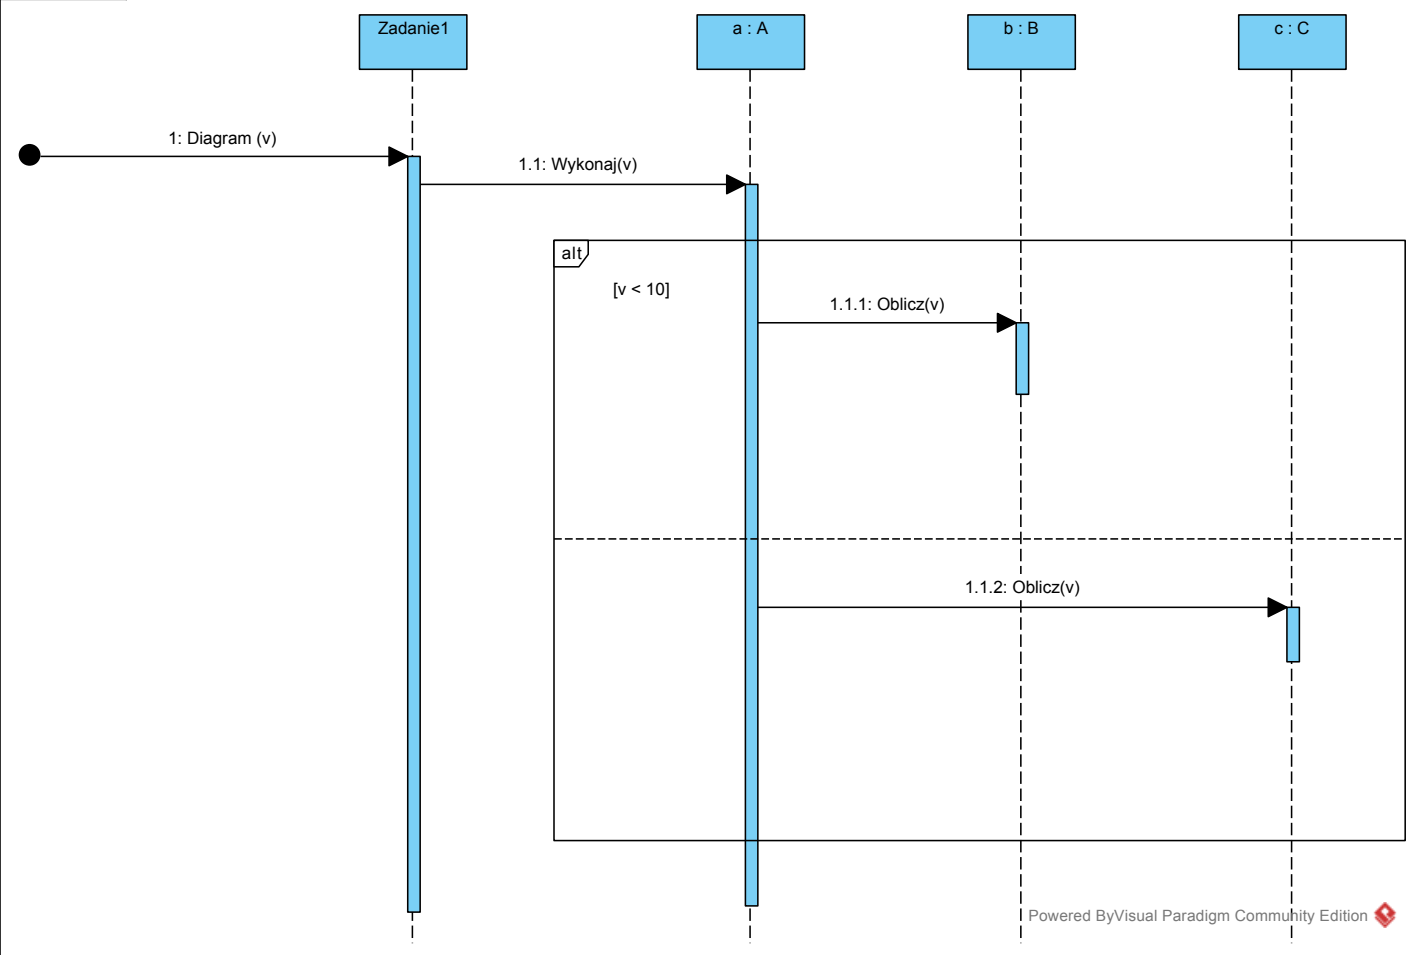 Zadanie1
a : A
b : B
c : C
1: Diagram (v)
1.1: Wykonaj(v)
alt
[v < 10]
1.1.1: Oblicz(v)
1.1.2: Oblicz(v)
Powered ByVisual Paradigm Community Edition